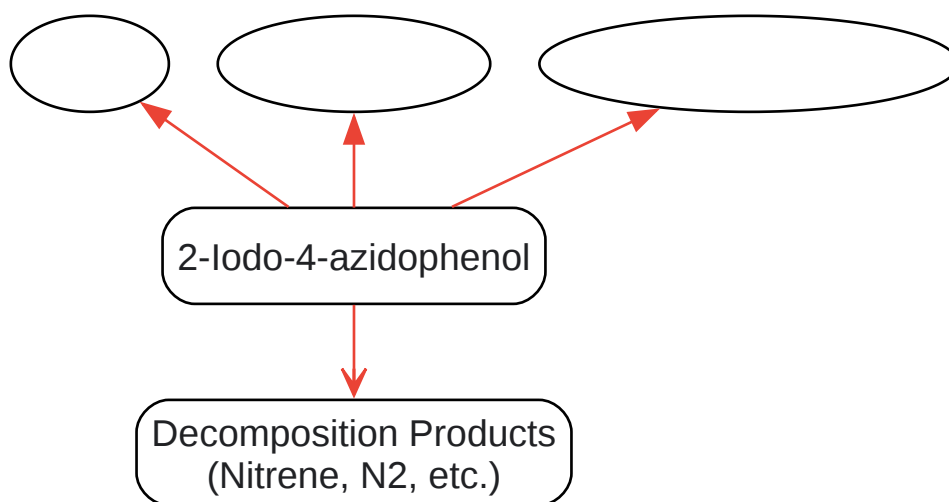 2-Iodo-4-azidophenol
Decomposition Products
(Nitrene, N2, etc.)